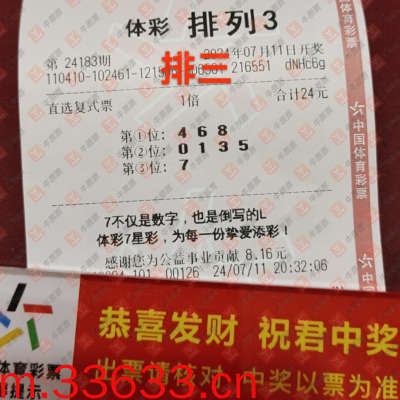 体彩 排列3
第 24183期 2024年07月11日开奖
216551 dNHc6g
排三
直选复式票 1倍 合计24元
第①位: 4 6 8
第②位: 0 1 3 5
第③位: 7
7不仅是数字，也是倒写的L
体彩7星彩，为每一份挚爱添彩！
感谢您为公益事业贡献 8.16元
00126 24/07/11 20:32:06
中国体育彩票
恭喜发财 祝君中奖
出票请核对 中奖以票为准
体育彩票
m.33633.cn